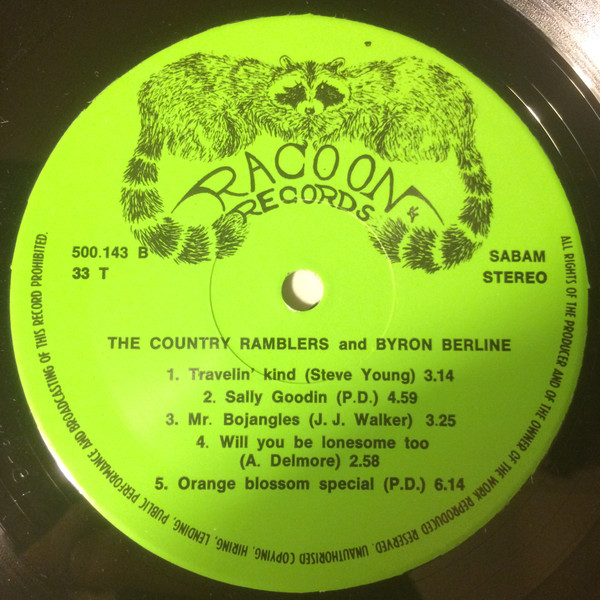 RACOON
RECORDS
500.143 B
33 T
SABAM
STEREO
THE COUNTRY RAMBLERS and BYRON BERLINE
1. Travelin' kind (Steve Young) 3.14
2. Sally Goodin (P.D.) 4.59
3. Mr. Bojangles (J. J. Walker) 3.25
4. Will you be lonesome too
(A. Delmore) 2.58
5. Orange blossom special (P.D.) 6.14
ALL RIGHTS OF THE PRODUCER AND OF THE OWNER OF THE WORK REPRODUCED RESERVED. UNAUTHORISED COPYING, HIRING, LENDING, PUBLIC PERFORMANCE AND BROADCASTING OF THIS RECORD PROHIBITED.